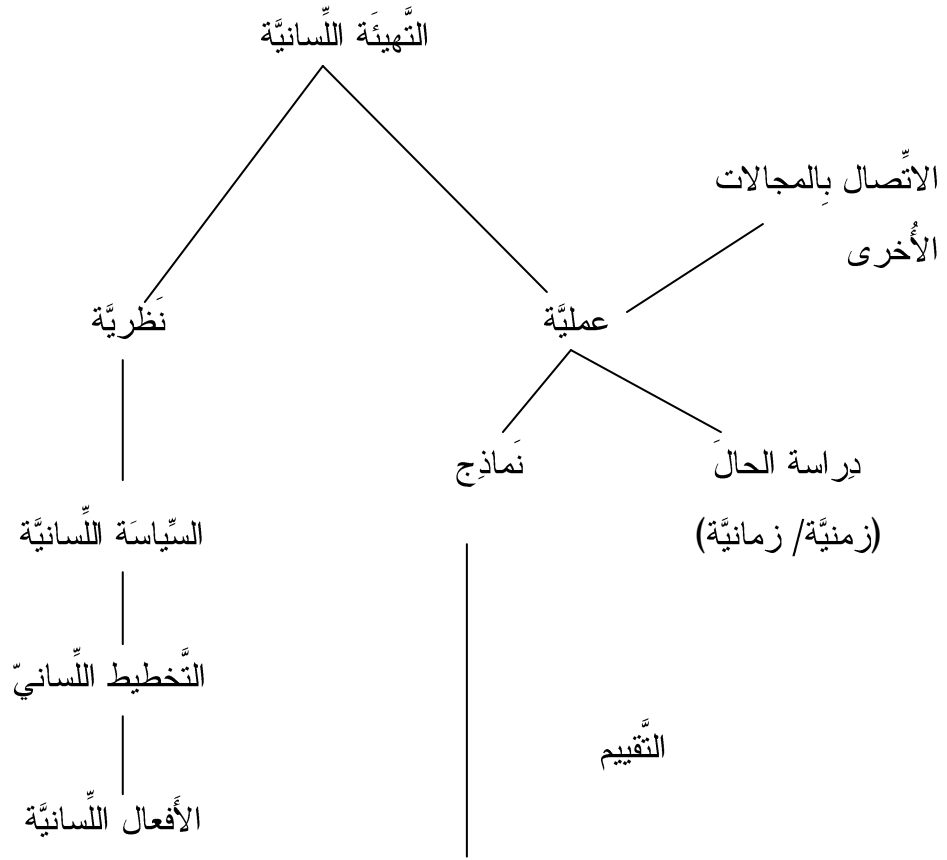 التَّهيئَة اللِّسانيَّة
الاتِّصال بِالمجالات
الأُخرى
عمليَّة
نَظريَّة
دِراسة الحالَ
نَماذِج
(زمنيَّة/ زمانيَّة)
السِّياسَة اللِّسانيَّة
التَّخطيط اللِّسانيّ
التَّقييم
الأَفعال اللِّسانيَّة